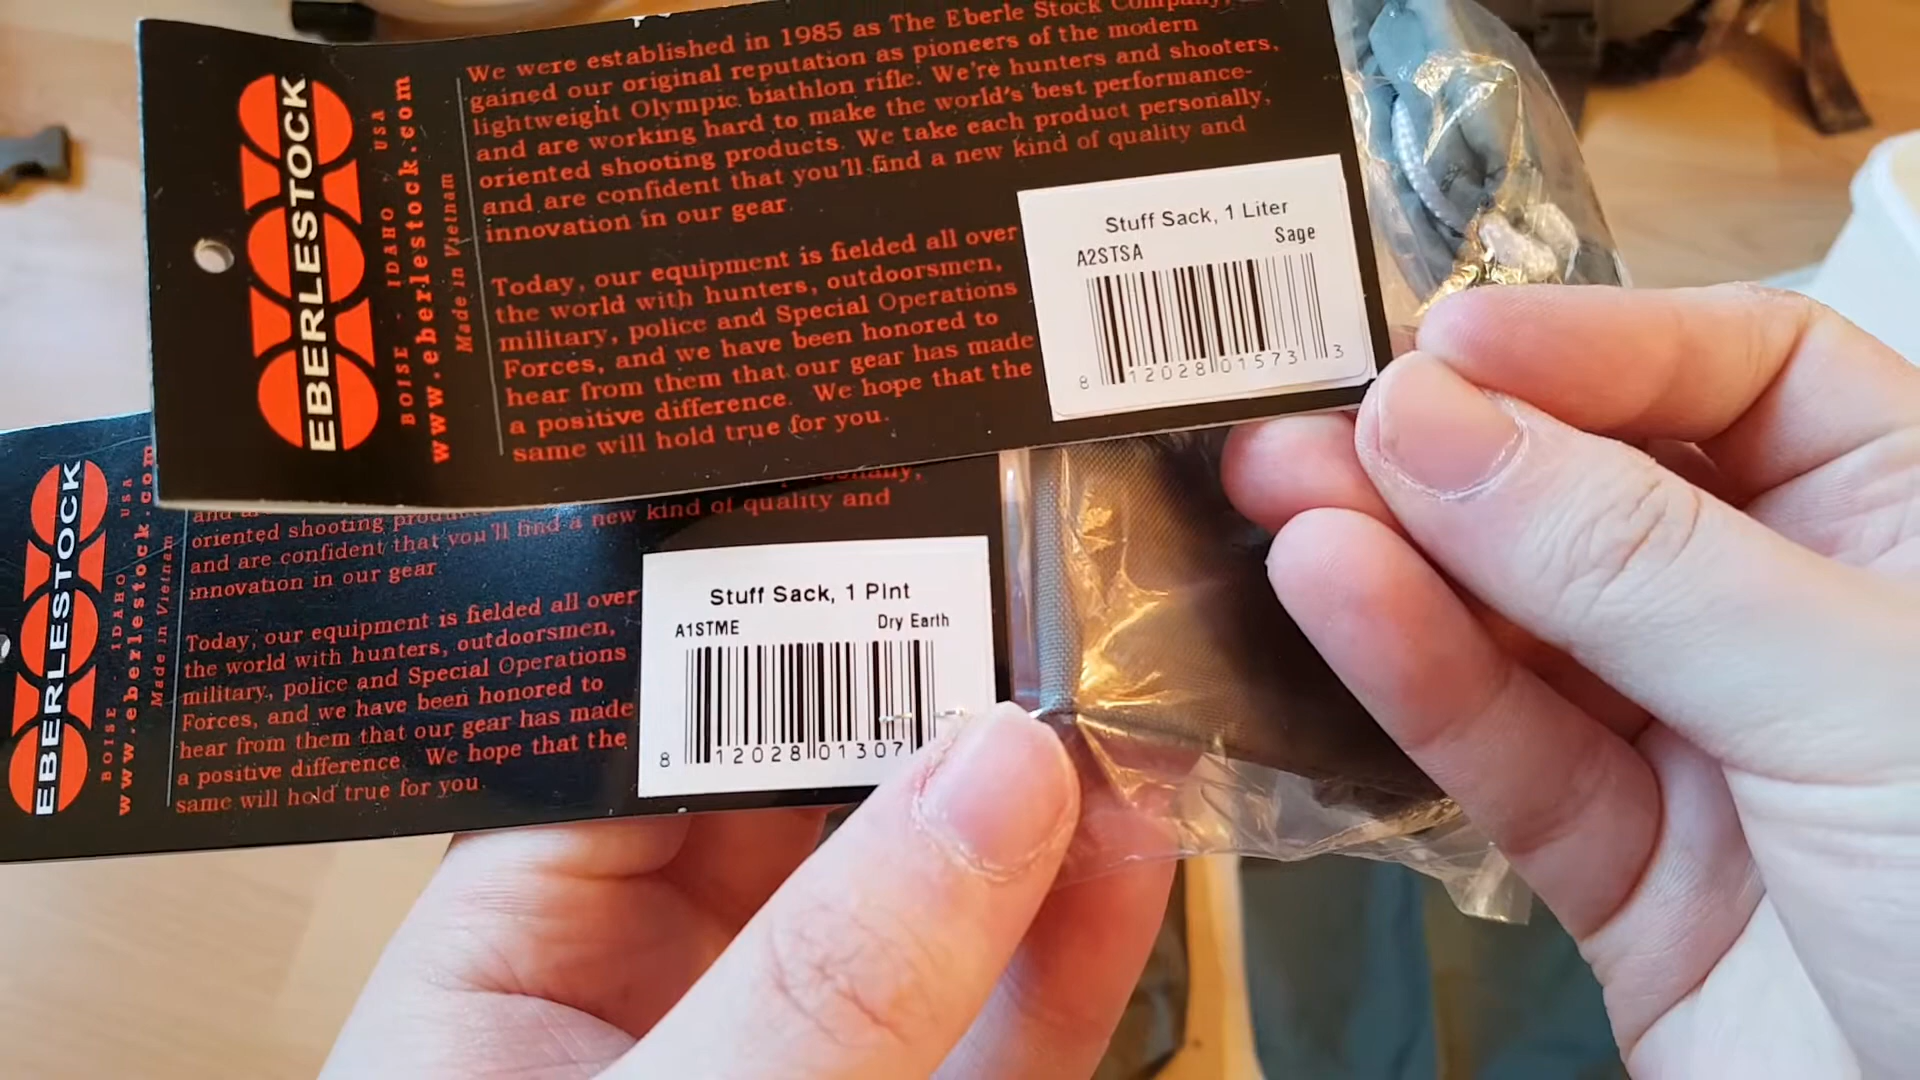 EBERLESTOCK
BOISE - IDAHO USA
www.eberlestock.com
Made in Vietnam
We were established in 1985 as The Eberle Stock Company,
gained our original reputation as pioneers of the modern
lightweight Olympic biathlon rifle. We're hunters and shooters,
and are working hard to make the world's best performance-
oriented shooting products. We take each product personally,
and are confident that you'll find a new kind of quality and
innovation in our gear
Today, our equipment is fielded all over
the world with hunters, outdoorsmen,
military, police and Special Operations
Forces, and we have been honored to
hear from them that our gear has made
a positive difference. We hope that the
same will hold true for you.
Stuff Sack, 1 Liter
A2STSA Sage
8 12028 01573 3
EBERLESTOCK
BOISE IDAHO USA
www.eberlestock.com
Made in Vietnam
personally,
oriented shooting
and are confident that you'll find a new kind of quality and
innovation in our gear
Today, our equipment is fielded all over
the world with hunters, outdoorsmen,
military, police and Special Operations
Forces, and we have been honored to
hear from them that our gear has made
a positive difference. We hope that the
same will hold true for you.
Stuff Sack, 1 PInt
A1STME Dry Earth
8 12028 01307